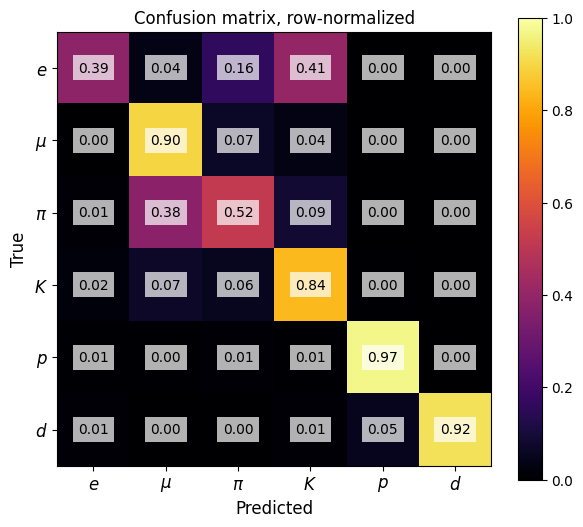 Confusion matrix, row-normalized
e 0.39 0.04 0.16 0.41 0.00 0.00
μ 0.00 0.90 0.07 0.04 0.00 0.00
π 0.01 0.38 0.52 0.09 0.00 0.00
K 0.02 0.07 0.06 0.84 0.00 0.00
p 0.01 0.00 0.01 0.01 0.97 0.00
d 0.01 0.00 0.00 0.01 0.05 0.92
e μ π K p d
Predicted
True
1.0
0.8
0.6
0.4
0.2
0.0